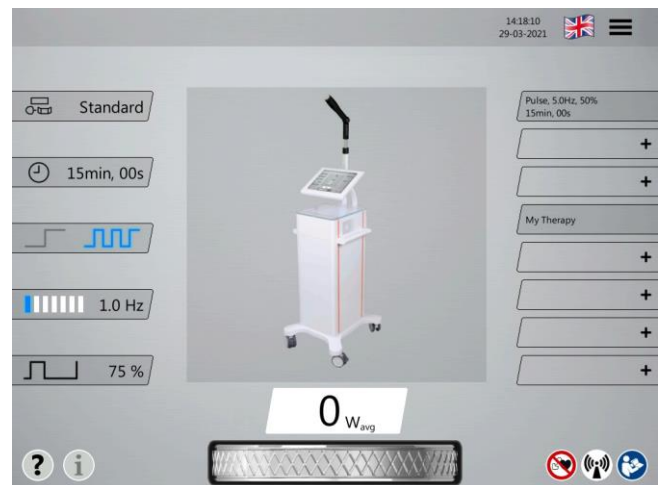 14:18:10
29-03-2021
Standard
15min, 00s
1.0 Hz
75 %
Pulse, 5.0Hz, 50%
15min, 00s
+
+
My Therapy
+
+
+
+
0 Wavg
? i